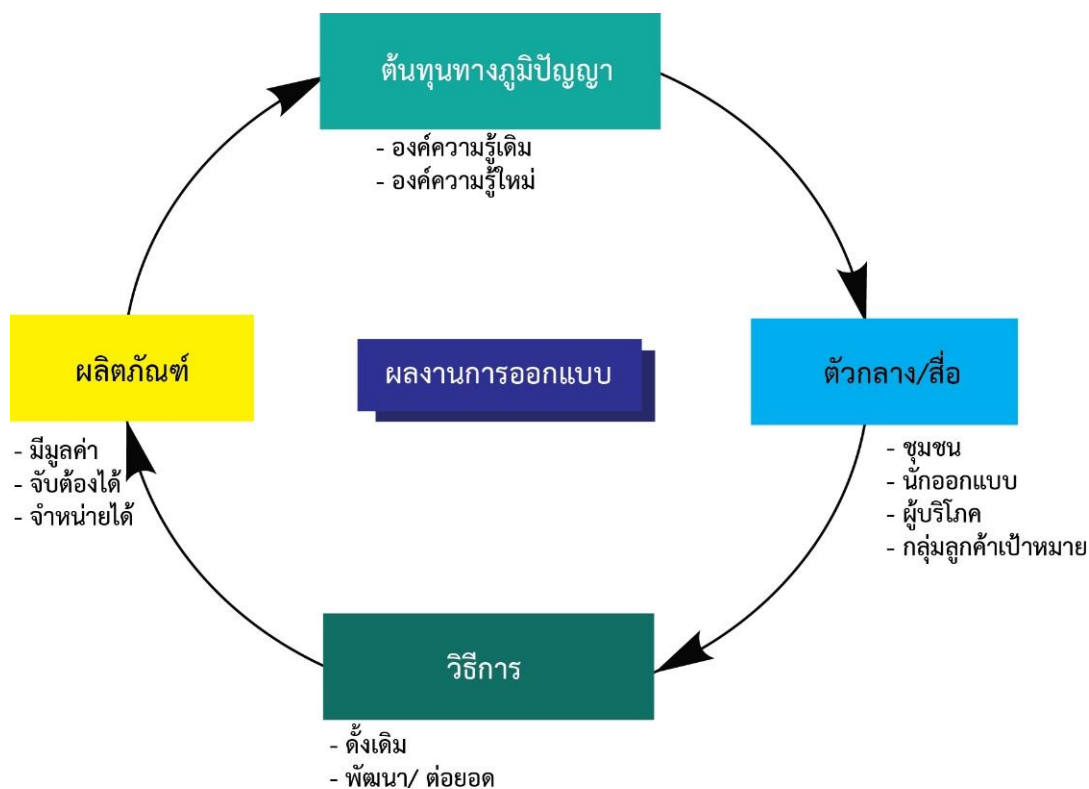 ต้นทุนทางภูมิปัญญา
- องค์ความรู้เดิม
- องค์ความรู้ใหม่
ผลิตภัณฑ์
ผลงานการออกแบบ
ตัวกลาง/สื่อ
- มีมูลค่า
- จับต้องได้
- จำหน่ายได้
- ชุมชน
- นักออกแบบ
- ผู้บริโภค
- กลุ่มลูกค้าเป้าหมาย
วิธีการ
- ดั้งเดิม
- พัฒนา/ ต่อยอด